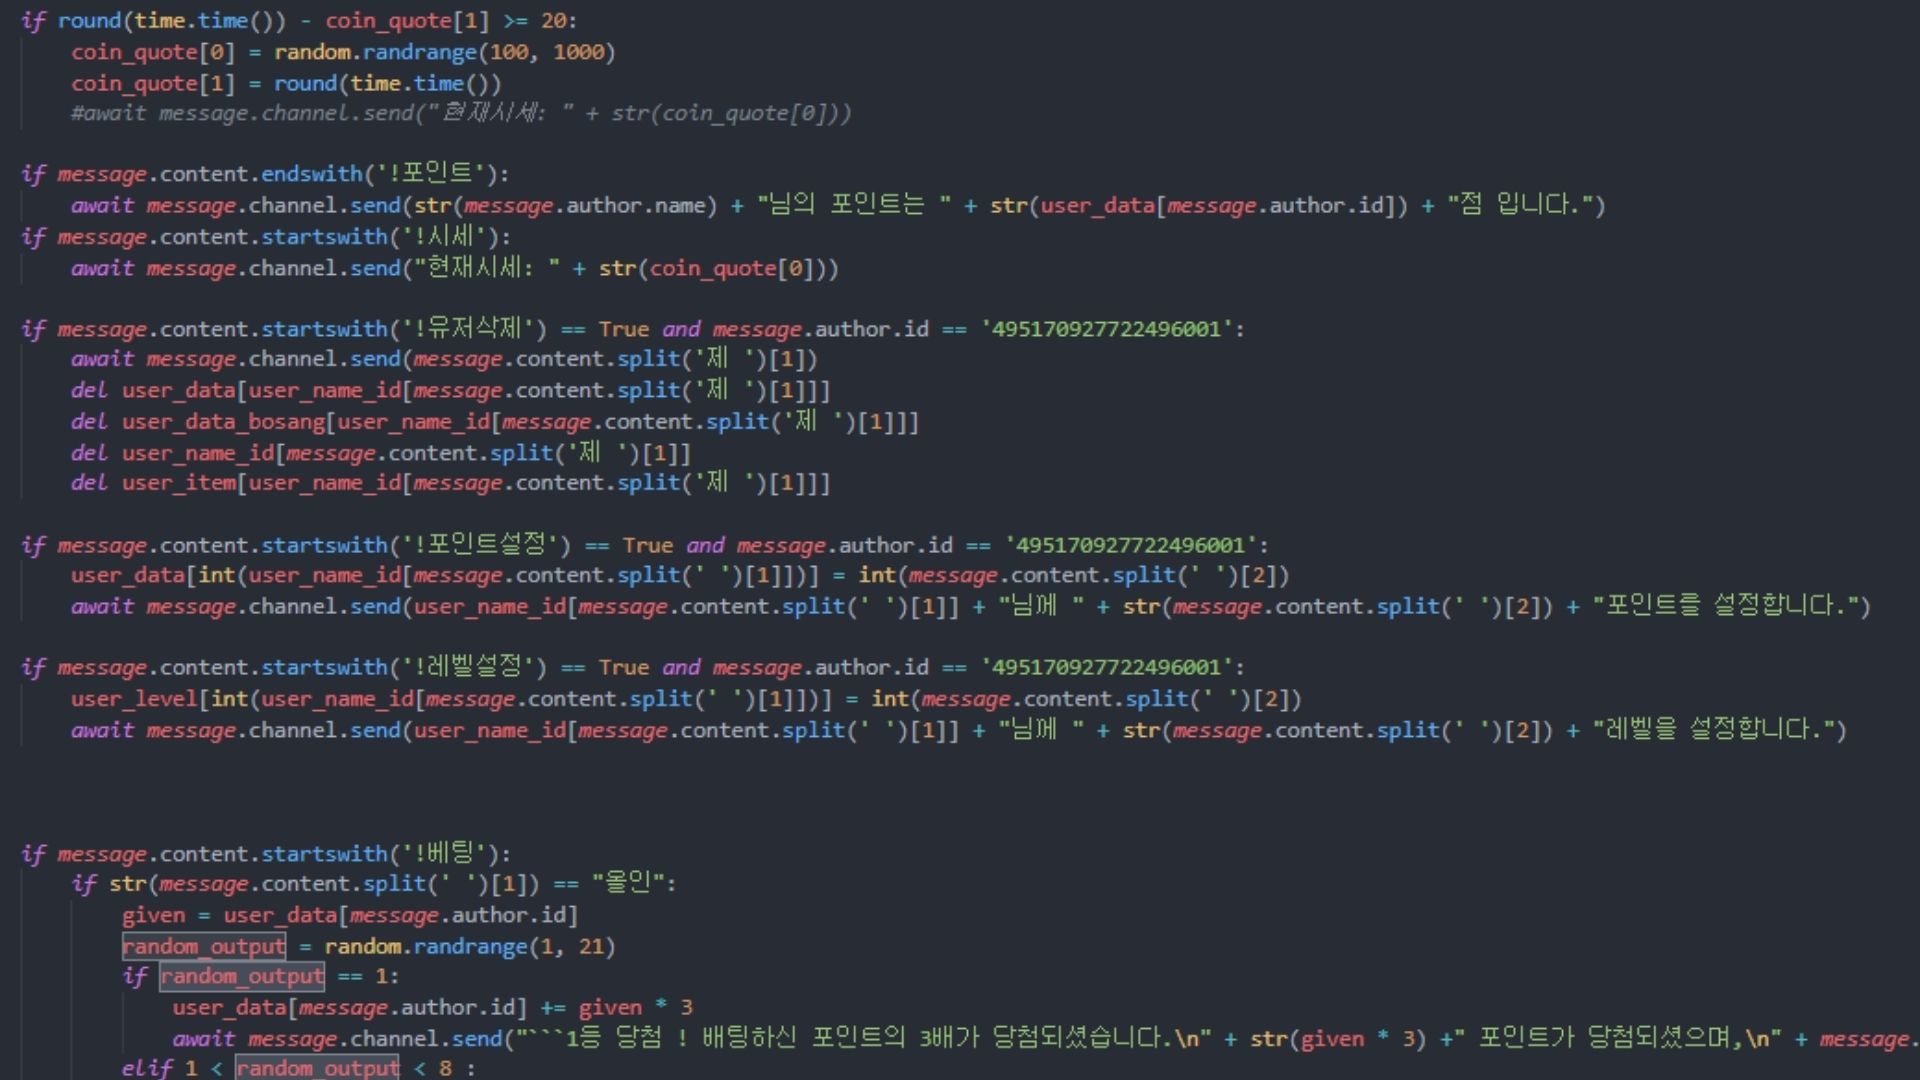 if round(time.time()) - coin_quote[1] >= 20:
    coin_quote[0] = random.randrange(100, 1000)
    coin_quote[1] = round(time.time())
    #await message.channel.send("현재시세: " + str(coin_quote[0]))
if message.content.endswith('!포인트'):
    await message.channel.send(str(message.author.name) + "님의 포인트는 " + str(user_data[message.author.id]) + "점 입니다.")
if message.content.startswith('!시세'):
    await message.channel.send("현재시세: " + str(coin_quote[0]))
if message.content.startswith('!유저삭제') == True and message.author.id == '495170927722496001':
    await message.channel.send(message.content.split('제 ')[1])
    del user_data[user_name_id[message.content.split('제 ')[1]]]
    del user_data_bosang[user_name_id[message.content.split('제 ')[1]]]
    del user_name_id[message.content.split('제 ')[1]]
    del user_item[user_name_id[message.content.split('제 ')[1]]]
if message.content.startswith('!포인트설정') == True and message.author.id == '495170927722496001':
    user_data[int(user_name_id[message.content.split(' ')[1]])] = int(message.content.split(' ')[2])
    await message.channel.send(user_name_id[message.content.split(' ')[1]] + "님께 " + str(message.content.split(' ')[2]) + "포인트를 설정합니다.")
if message.content.startswith('!레벨설정') == True and message.author.id == '495170927722496001':
    user_level[int(user_name_id[message.content.split(' ')[1]])] = int(message.content.split(' ')[2])
    await message.channel.send(user_name_id[message.content.split(' ')[1]] + "님께 " + str(message.content.split(' ')[2]) + "레벨을 설정합니다.")
if message.content.startswith('!베팅'):
    if str(message.content.split(' ')[1]) == "올인":
        given = user_data[message.author.id]
        random_output = random.randrange(1, 21)
        if random_output == 1:
            user_data[message.author.id] += given * 3
            await message.channel.send("```1등 당첨 ! 배팅하신 포인트의 3배가 당첨되셨습니다.\n" + str(given * 3) +" 포인트가 당첨되셨으며,\n" + message.
        elif 1 < random_output < 8 :